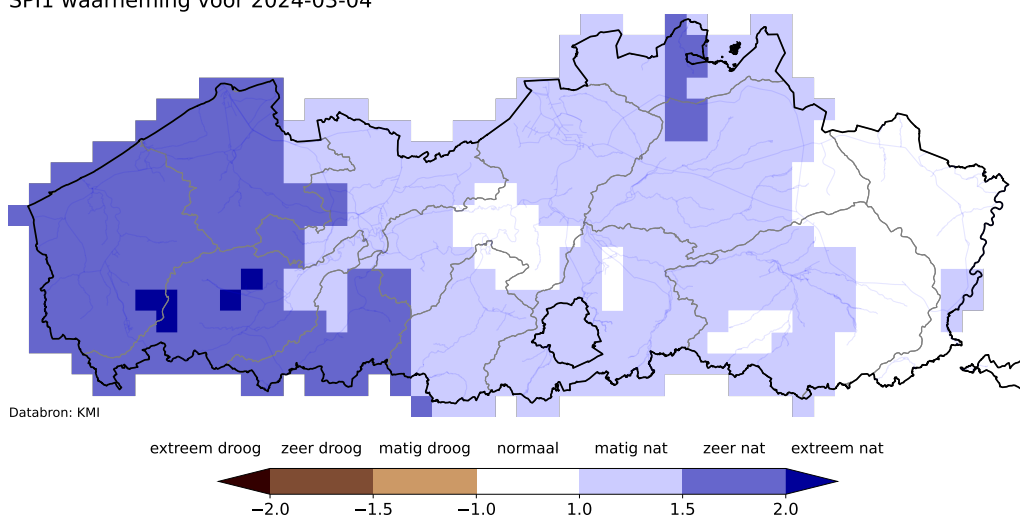 SPI1 waarneming voor 2024-03-04
Databron: KMI
extreem droog zeer droog matig droog normaal matig nat zeer nat extreem nat
−2.0 −1.5 −1.0 1.0 1.5 2.0